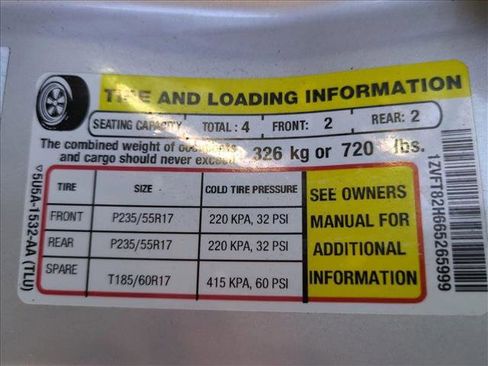 TIRE AND LOADING INFORMATION
SEATING CAPACITY TOTAL: 4 FRONT: 2 REAR: 2
The combined weight of occupants
and cargo should never exceed 326 kg or 720 lbs.
TIRE SIZE COLD TIRE PRESSURE
FRONT P235/55R17 220 KPA, 32 PSI
REAR P235/55R17 220 KPA, 32 PSI
SPARE T185/60R17 415 KPA, 60 PSI
SEE OWNERS
MANUAL FOR
ADDITIONAL
INFORMATION
5U5A-1532-AA (TLU)
1ZVFT82H665265999